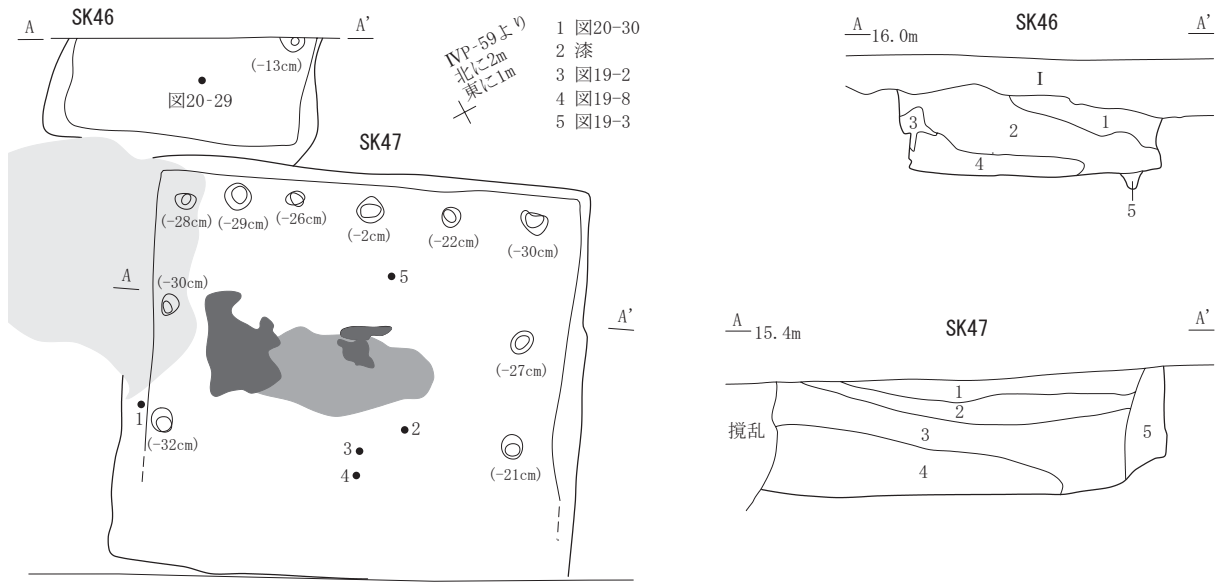 SK46
A A'
(-13cm)
図20-29
ⅣP-59より
北に2m
東に1m
1 図20-30
2 漆
3 図19-2
4 図19-8
5 図19-3
SK47
(-28cm) (-29cm) (-26cm) (-2cm) (-22cm) (-30cm)
A (-30cm) 5
A'
(-27cm)
1
(-32cm) 2
3
4 (-21cm)
SK46
A 16.0m A'
I
3 2 1
4
5
SK47
A 15.4m A'
1
2
撹乱 3 5
4